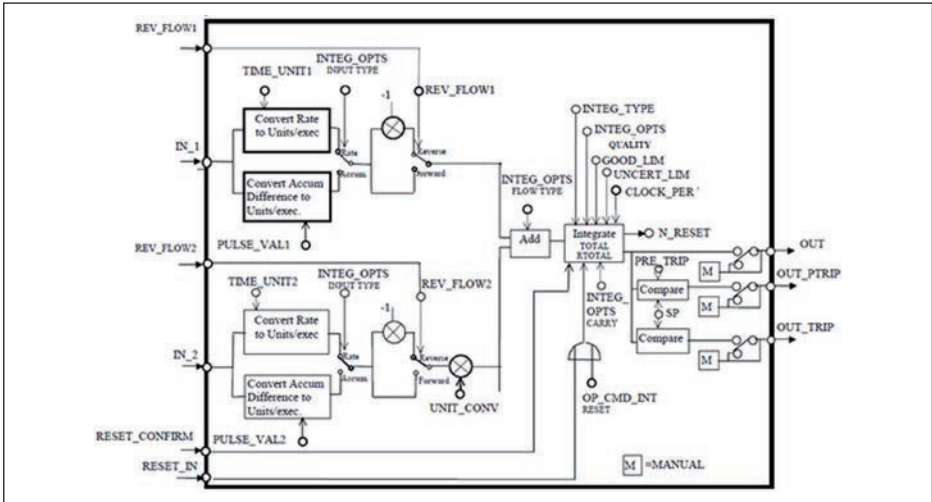 REV_FLOW1
TIME_UNIT1
INTEG_OPTS
INPUT TYPE
-1
REV_FLOW1
Convert Rate
to Units/exec
Rate
Accum.
Reverse
Forward
IN_1
Convert Accum
Difference to
Units/exec.
PULSE_VAL1
INTEG_TYPE
INTEG_OPTS
QUALITY
GOOD_LIM
UNCERT_LIM
CLOCK_PER '
INTEG_OPTS
FLOW TYPE
Add
Integrate
TOTAL
RTOTAL
N_RESET
OUT
PRE_TRIP
M
OUT_PTRIP
Compare
M
SP
OUT_TRIP
Compare
M
INTEG_
OPTS
CARRY
REV_FLOW2
TIME_UNIT2
INTEG_OPTS
INPUT TYPE
-1
REV_FLOW2
Convert Rate
to Units/exec
Rate
Accum.
Reverse
Forward
IN_2
Convert Accum
Difference to
Units/exec.
UNIT_CONV
OP_CMD_INT
RESET
PULSE_VAL2
RESET_CONFIRM
RESET_IN
M =MANUAL